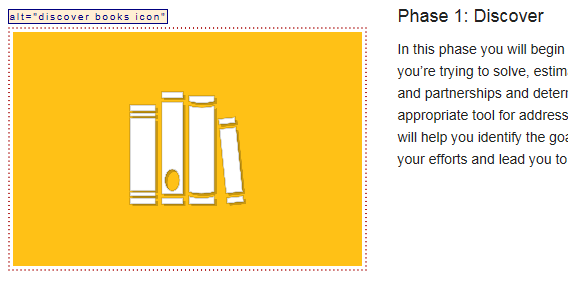 alt="discover books icon"
Phase 1: Discover
In this phase you will begin
you're trying to solve, estim
and partnerships and detern
appropriate tool for address
will help you identify the goa
your efforts and lead you to